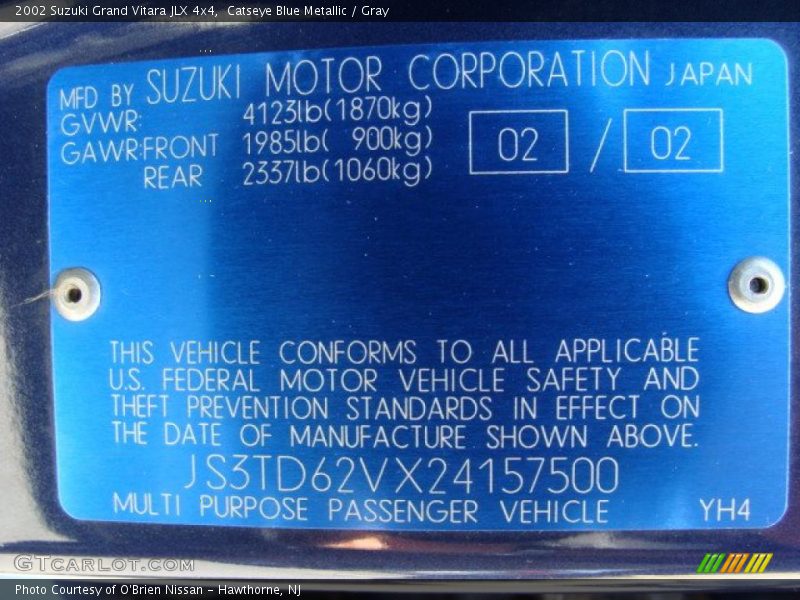 2002 Suzuki Grand Vitara JLX 4x4, Catseye Blue Metallic / Gray
MFD BY SUZUKI MOTOR CORPORATION JAPAN
GVWR: 4123lb(1870kg)
GAWR:FRONT 1985lb( 900kg)
REAR 2337lb(1060kg)
02 / 02
THIS VEHICLE CONFORMS TO ALL APPLICABLE
U.S. FEDERAL MOTOR VEHICLE SAFETY AND
THEFT PREVENTION STANDARDS IN EFFECT ON
THE DATE OF MANUFACTURE SHOWN ABOVE.
JS3TD62VX24157500
MULTI PURPOSE PASSENGER VEHICLE YH4
GTCARLOT.COM
Photo Courtesy of O'Brien Nissan - Hawthorne, NJ